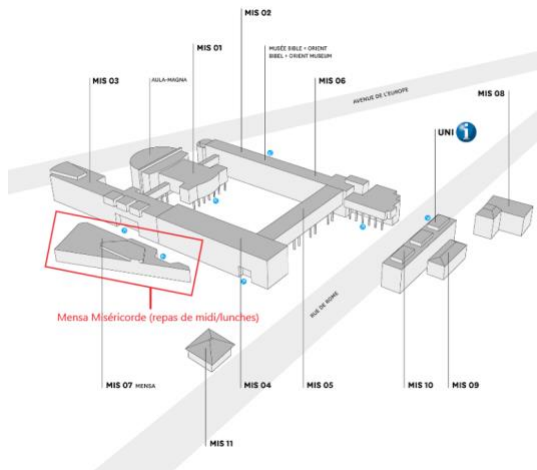 MIS 02
MIS 01
MUSÉE BIBLE + ORIENT
BIBEL + ORIENT MUSEUM
MIS 03
AULA-MAGNA
MIS 06
AVENUE DE L'EUROPE
MIS 08
UNI i
Mensa Miséricorde (repas de midi/lunches)
RUE DE ROME
MIS 07 MENSA
MIS 04
MIS 05
MIS 10
MIS 09
MIS 11